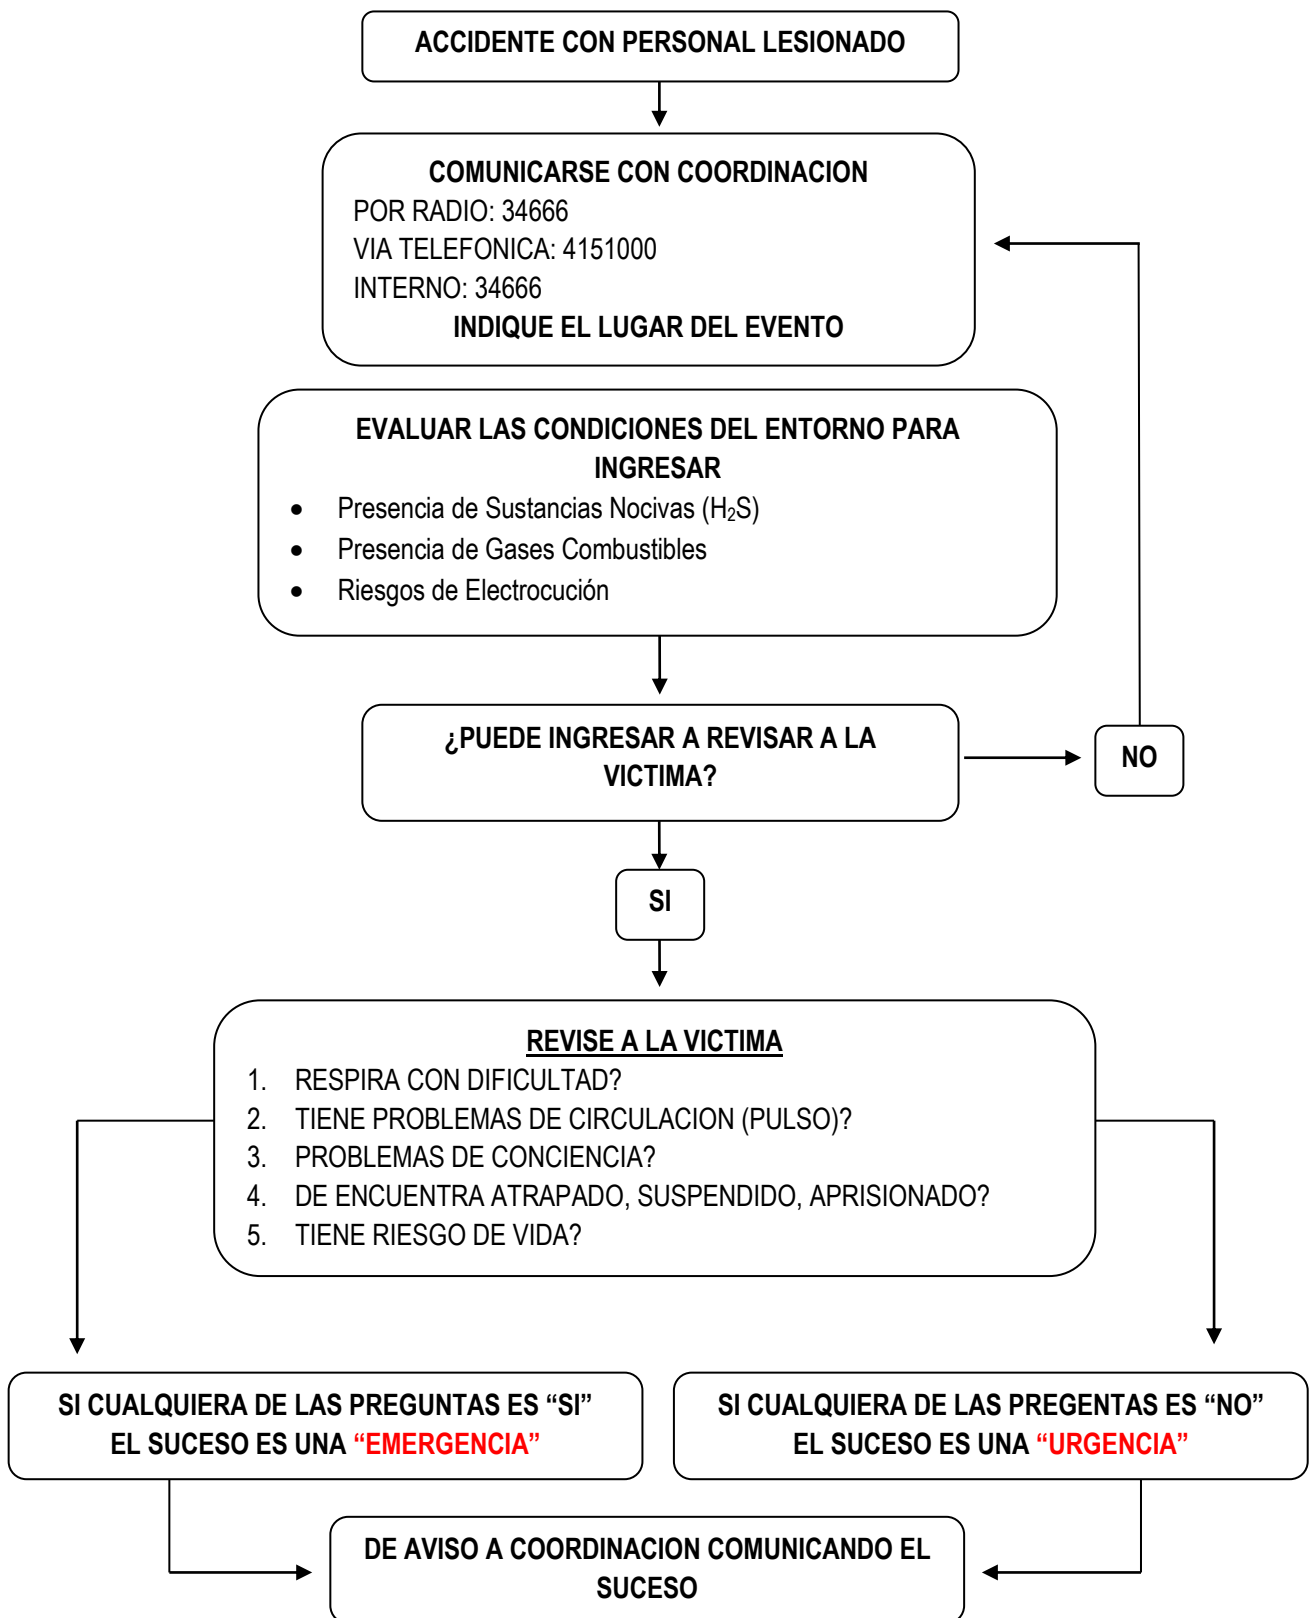 ACCIDENTE CON PERSONAL LESIONADO
COMUNICARSE CON COORDINACION
POR RADIO: 34666
VIA TELEFONICA: 4151000
INTERNO: 34666
INDIQUE EL LUGAR DEL EVENTO
EVALUAR LAS CONDICIONES DEL ENTORNO PARA
INGRESAR
• Presencia de Sustancias Nocivas (H₂S)
• Presencia de Gases Combustibles
• Riesgos de Electrocución
¿PUEDE INGRESAR A REVISAR A LA
VICTIMA?
NO
SI
REVISE A LA VICTIMA
1. RESPIRA CON DIFICULTAD?
2. TIENE PROBLEMAS DE CIRCULACION (PULSO)?
3. PROBLEMAS DE CONCIENCIA?
4. DE ENCUENTRA ATRAPADO, SUSPENDIDO, APRISIONADO?
5. TIENE RIESGO DE VIDA?
SI CUALQUIERA DE LAS PREGUNTAS ES “SI”
EL SUCESO ES UNA “EMERGENCIA”
SI CUALQUIERA DE LAS PREGENTAS ES “NO”
EL SUCESO ES UNA “URGENCIA”
DE AVISO A COORDINACION COMUNICANDO EL
SUCESO